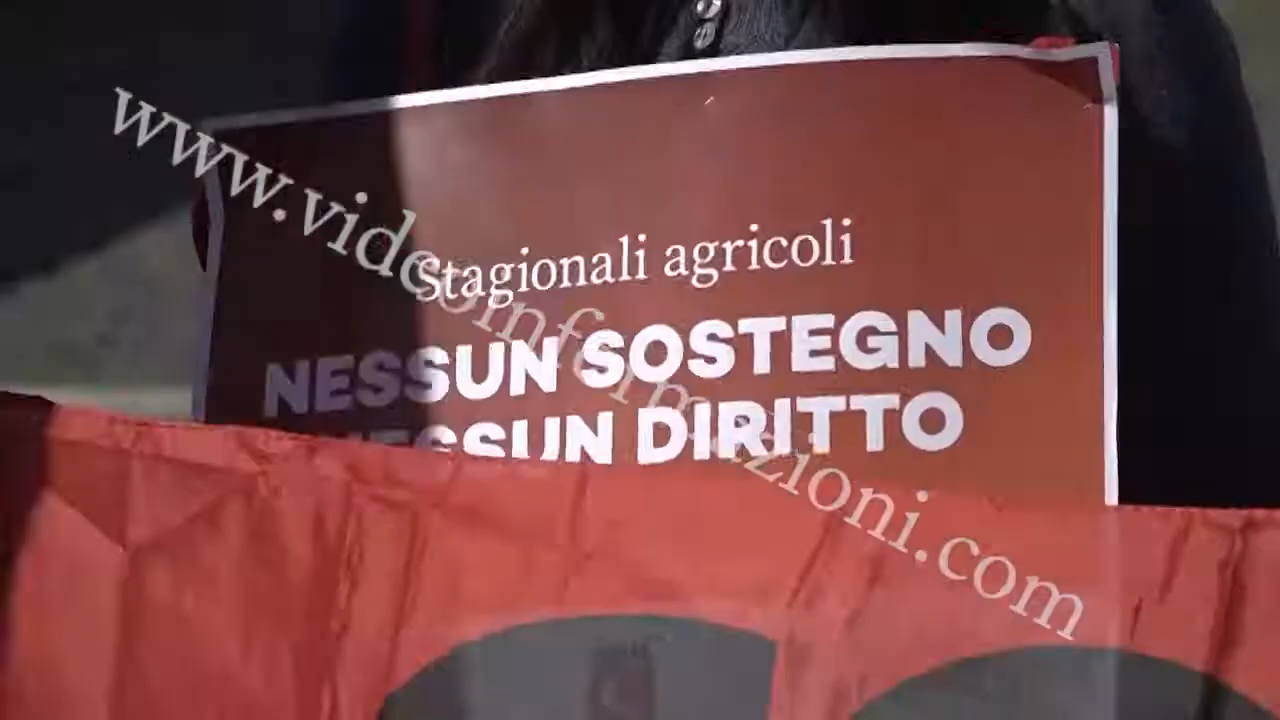 www.videoinformazioni.com
Stagionali agricoli
NESSUN SOSTEGNO
NESSUN DIRITTO